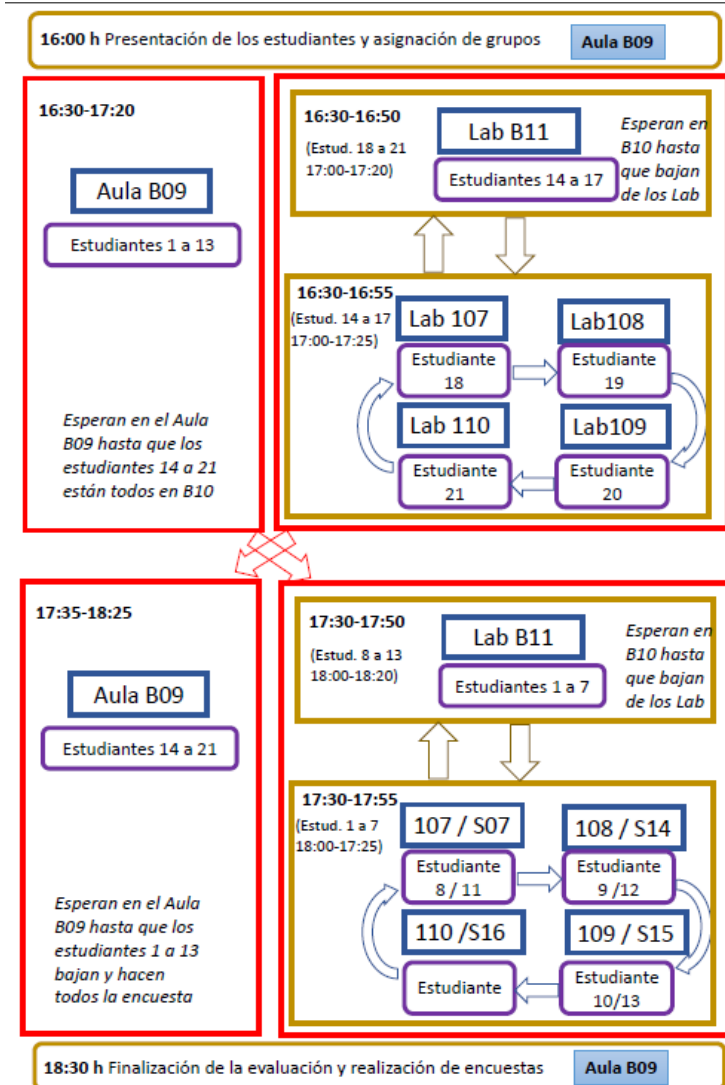 16:00 h Presentación de los estudiantes y asignación de grupos
Aula B09
16:30-17:20
Aula B09
Estudiantes 1 a 13
Esperan en el Aula
B09 hasta que los
estudiantes 14 a 21
están todos en B10
16:30-16:50
(Estud. 18 a 21
17:00-17:20)
Lab B11
Estudiantes 14 a 17
Esperan en
B10 hasta
que bajan
de los Lab
16:30-16:55
(Estud. 14 a 17
17:00-17:25)
Lab 107
Estudiante
18
Lab108
Estudiante
19
Lab 110
Estudiante
21
Lab109
Estudiante
20
17:35-18:25
Aula B09
Estudiantes 14 a 21
Esperan en el Aula
B09 hasta que los
estudiantes 1 a 13
bajan y hacen
todos la encuesta
17:30-17:50
(Estud. 8 a 13
18:00-18:20)
Lab B11
Estudiantes 1 a 7
Esperan en
B10 hasta
que bajan
de los Lab
17:30-17:55
(Estud. 1 a 7
18:00-17:25)
107 / S07
Estudiante
8 / 11
108 / S14
Estudiante
9 /12
110 /S16
Estudiante
109 / S15
Estudiante
10/13
18:30 h Finalización de la evaluación y realización de encuestas
Aula B09